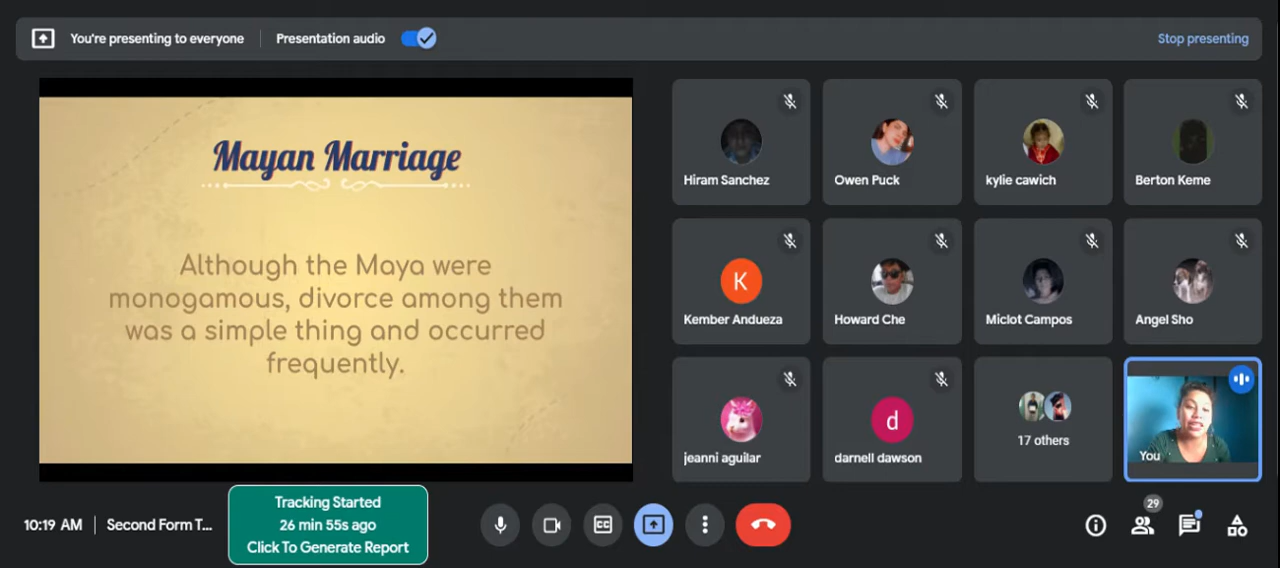 You're presenting to everyone
Presentation audio
Stop presenting
Mayan Marriage
Although the Maya were
monogamous, divorce among them
was a simple thing and occurred
frequently.
Hiram Sanchez
Owen Puck
kylie cawich
Berton Keme
K
Kember Andueza
Howard Che
Miclot Campos
Angel Sho
jeanni aguilar
d
darnell dawson
17 others
You
10:19 AM
Second Form T...
Tracking Started
26 min 55s ago
Click To Generate Report
CC
29